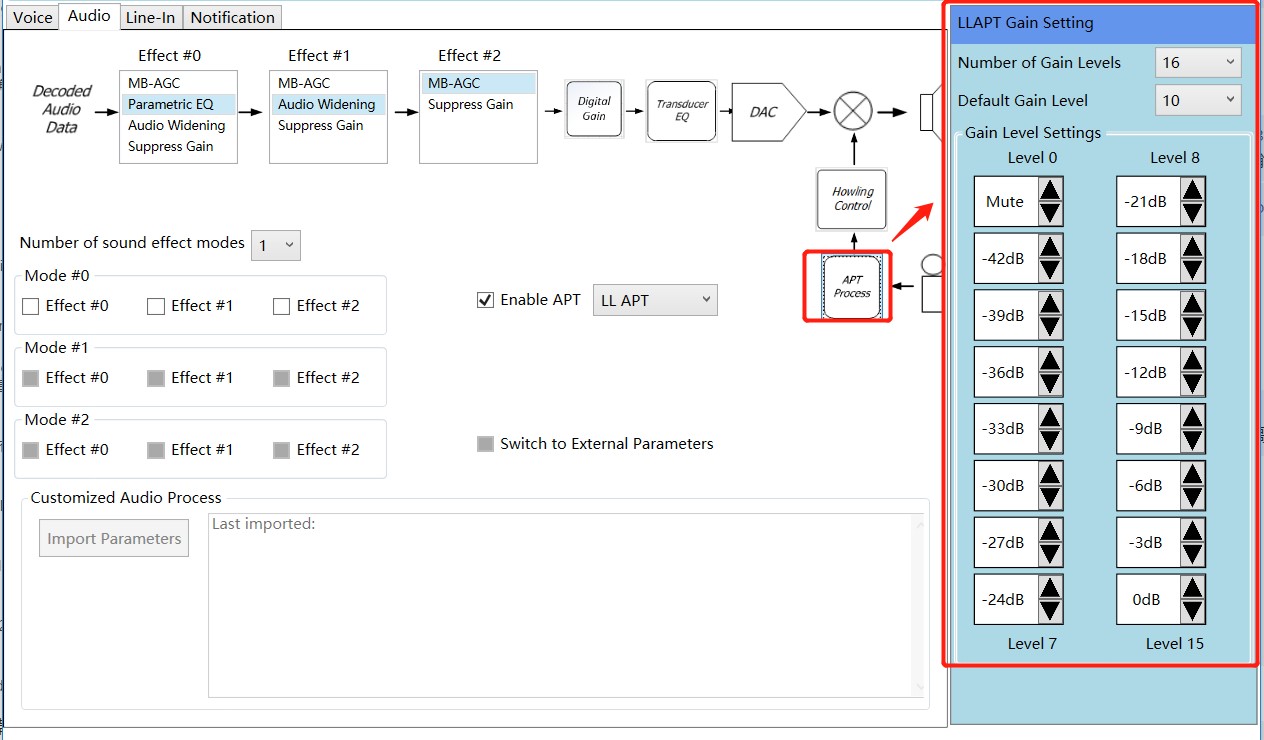 Voice Audio Line-In Notification
Effect #0
MB-AGC
Parametric EQ
Audio Widening
Suppress Gain
Effect #1
MB-AGC
Audio Widening
Suppress Gain
Effect #2
MB-AGC
Suppress Gain
Decoded
Audio
Data
Digital
Gain
Transducer
EQ
DAC
Howling
Control
APT
Process
Number of sound effect modes 1
Mode #0
Effect #0 Effect #1 Effect #2
Mode #1
Effect #0 Effect #1 Effect #2
Mode #2
Effect #0 Effect #1 Effect #2
Enable APT LL APT
Switch to External Parameters
Customized Audio Process
Import Parameters
Last imported:
LLAPT Gain Setting
Number of Gain Levels 16
Default Gain Level 10
Gain Level Settings
Level 0 Level 8
Mute -21dB
-42dB -18dB
-39dB -15dB
-36dB -12dB
-33dB -9dB
-30dB -6dB
-27dB -3dB
-24dB 0dB
Level 7 Level 15